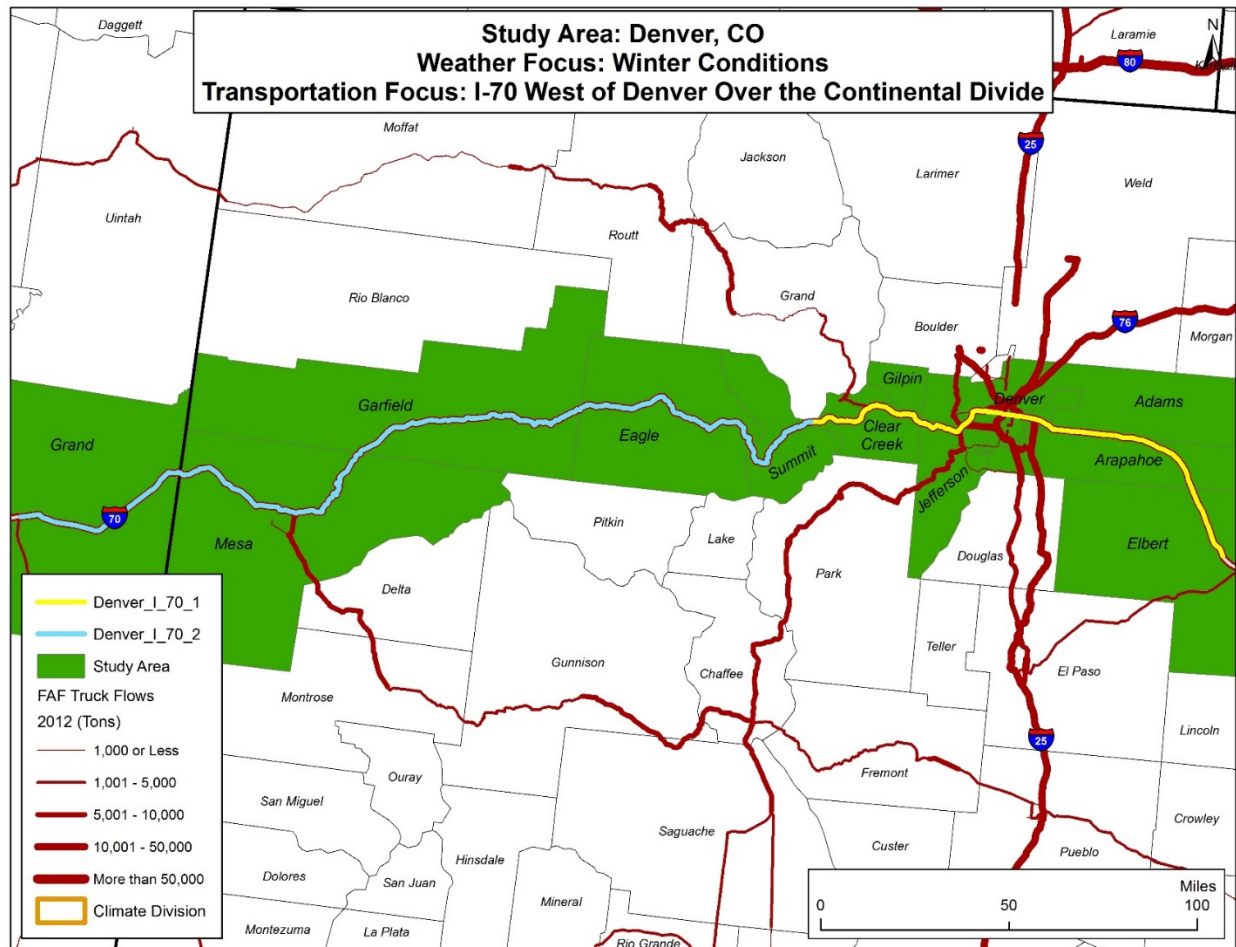 Study Area: Denver, CO
Weather Focus: Winter Conditions
Transportation Focus: I-70 West of Denver Over the Continental Divide
N
Daggett
Laramie
80
Moffat
Jackson
25
Larimer
Weld
Uintah
Routt
Rio Blanco
Grand
Boulder
76
Morgan
Gilpin
Garfield
Denver
Adams
Grand
Eagle
Clear
Creek
Summit
Arapahoe
Jefferson
70
Mesa
Pitkin
Lake
Elbert
Douglas
Park
Delta
Teller
Gunnison
Chaffee
El Paso
Montrose
Lincoln
25
Ouray
Fremont
San Miguel
Saguache
Crowley
Custer
Pueblo
Hinsdale
Dolores
San Juan
Mineral
Montezuma
La Plata
Rio Grande
Denver_I_70_1
Denver_I_70_2
Study Area
FAF Truck Flows
2012 (Tons)
1,000 or Less
1,001 - 5,000
5,001 - 10,000
10,001 - 50,000
More than 50,000
Climate Division
Miles
0 50 100